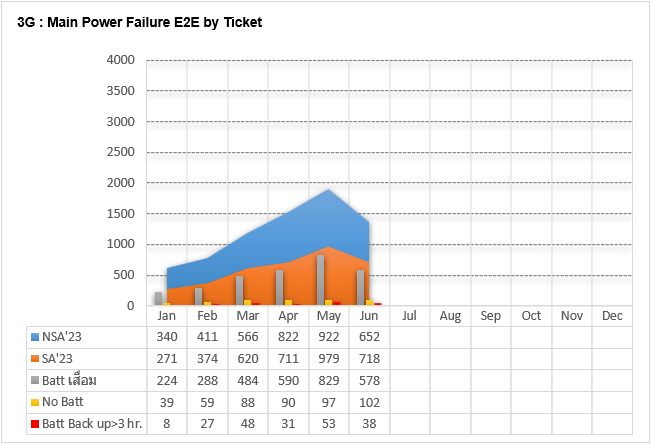 3G : Main Power Failure E2E by Ticket
4000
3500
3000
2500
2000
1500
1000
500
0
Jan Feb Mar Apr May Jun Jul Aug Sep Oct Nov Dec
NSA'23 340 411 566 822 922 652
SA'23 271 374 620 711 979 718
Batt เสื่อม 224 288 484 590 829 578
No Batt 39 59 88 90 97 102
Batt Back up>3 hr. 8 27 48 31 53 38